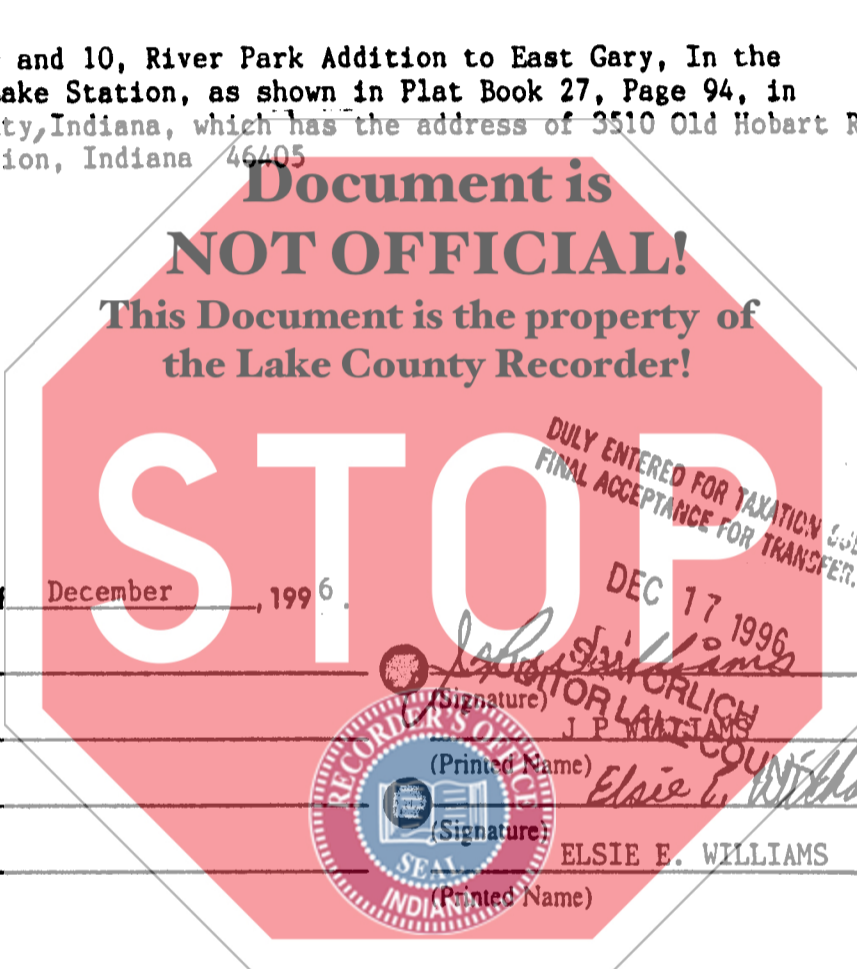 and 10, River Park Addition to East Gary, In the
ake Station, as shown in Plat Book 27, Page 94, in
ty, Indiana, which has the address of 3510 Old Hobart R
ion, Indiana 46405
Document is
NOT OFFICIAL!
This Document is the property of
the Lake County Recorder!
STOP
DULY ENTERED FOR TAXATION
FINAL ACCEPTANCE FOR TRANSFER.
December, 1996.
DEC 17 1996
(Signature)
J P WILLIAMS
(Printed Name)
Elsie E.
(Signature)
ELSIE E. WILLIAMS
(Printed Name)
RECORDER'S OFFICE
SEAL
INDIANA